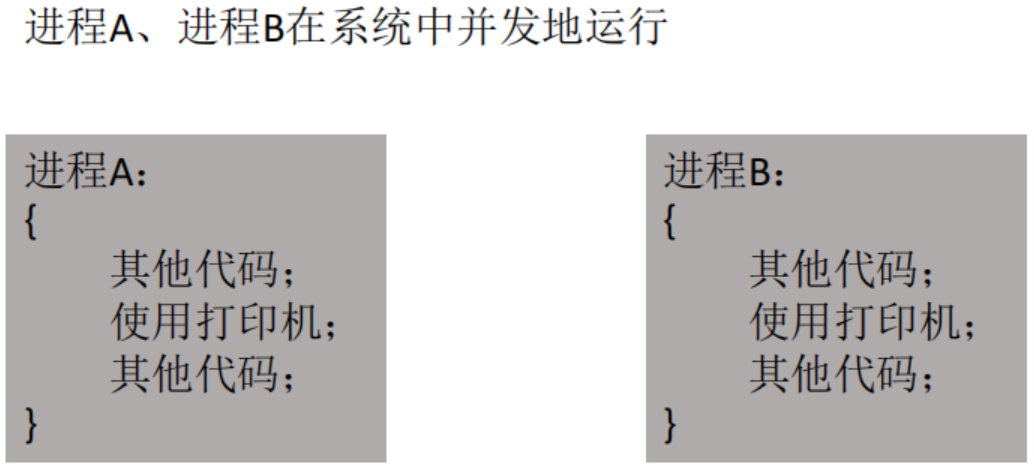 进程A、进程B在系统中并发地运行
进程A：
{
其他代码；
使用打印机；
其他代码；
}
进程B：
{
其他代码；
使用打印机；
其他代码；
}